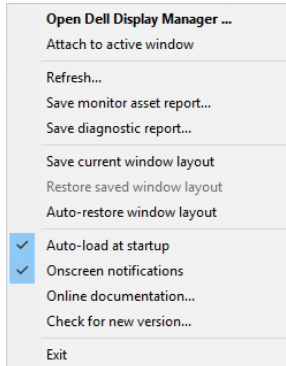 Open Dell Display Manager ...
Attach to active window
Refresh...
Save monitor asset report...
Save diagnostic report...
Save current window layout
Restore saved window layout
Auto-restore window layout
Auto-load at startup
Onscreen notifications
Online documentation...
Check for new version...
Exit